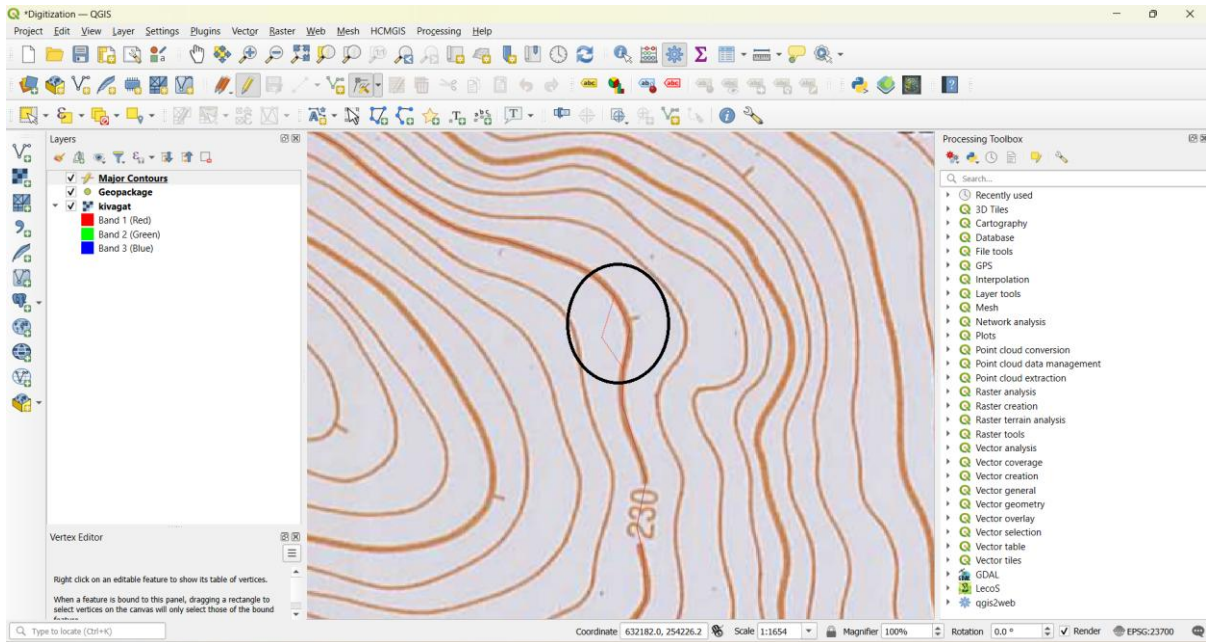 *Digitization — QGIS
Project Edit View Layer Settings Plugins Vector Raster Web Mesh HCMGIS Processing Help
Layers
Major Contours
Geopackage
kivagat
Band 1 (Red)
Band 2 (Green)
Band 3 (Blue)
Vertex Editor
Right click on an editable feature to show its table of vertices.
When a feature is bound to this panel, dragging a rectangle to
select vertices on the canvas will only select those of the bound
feature.
230
Processing Toolbox
Search...
Recently used
3D Tiles
Cartography
Database
File tools
GPS
Interpolation
Layer tools
Mesh
Network analysis
Plots
Point cloud conversion
Point cloud data management
Point cloud extraction
Raster analysis
Raster creation
Raster terrain analysis
Raster tools
Vector analysis
Vector coverage
Vector creation
Vector general
Vector geometry
Vector overlay
Vector selection
Vector table
Vector tiles
GDAL
LecoS
qgis2web
Type to locate (Ctrl+K)
Coordinate 632182.0, 254226.2 Scale 1:1654 Magnifier 100% Rotation 0.0 ° Render EPSG:23700